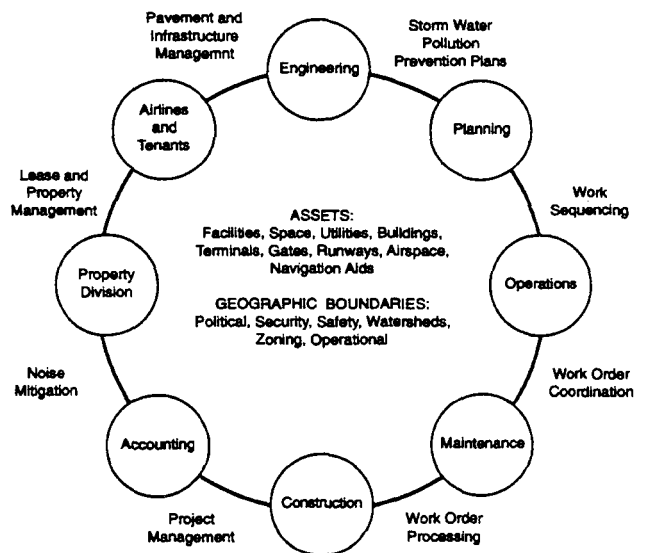 Pavement and
Infrastructure
Managemnt
Engineering
Storm Water
Pollution
Prevention Plans
Airlines
and
Tenants
Planning
Lease and
Property
Management
Work
Sequencing
ASSETS:
Facilities, Space, Utilities, Buildings,
Terminals, Gates, Runways, Airspace,
Navigation Aids
Property
Division
Operations
GEOGRAPHIC BOUNDARIES:
Political, Security, Safety, Watersheds,
Zoning, Operational
Noise
Mitigation
Work Order
Coordination
Accounting
Maintenance
Construction
Project
Management
Work Order
Processing